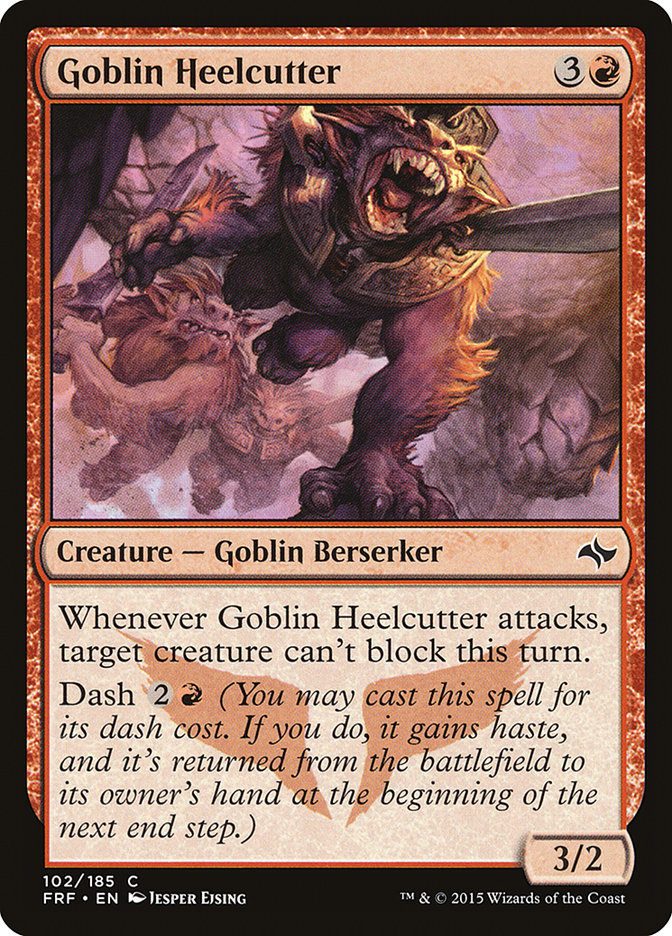 Goblin Heelcutter 3
Creature — Goblin Berserker
Whenever Goblin Heelcutter attacks,
target creature can't block this turn.
Dash 2 (You may cast this spell for
its dash cost. If you do, it gains haste,
and it's returned from the battlefield to
its owner's hand at the beginning of the
next end step.)
3/2
102/185 C
FRF • EN Jesper Ejsing
™ & © 2015 Wizards of the Coast